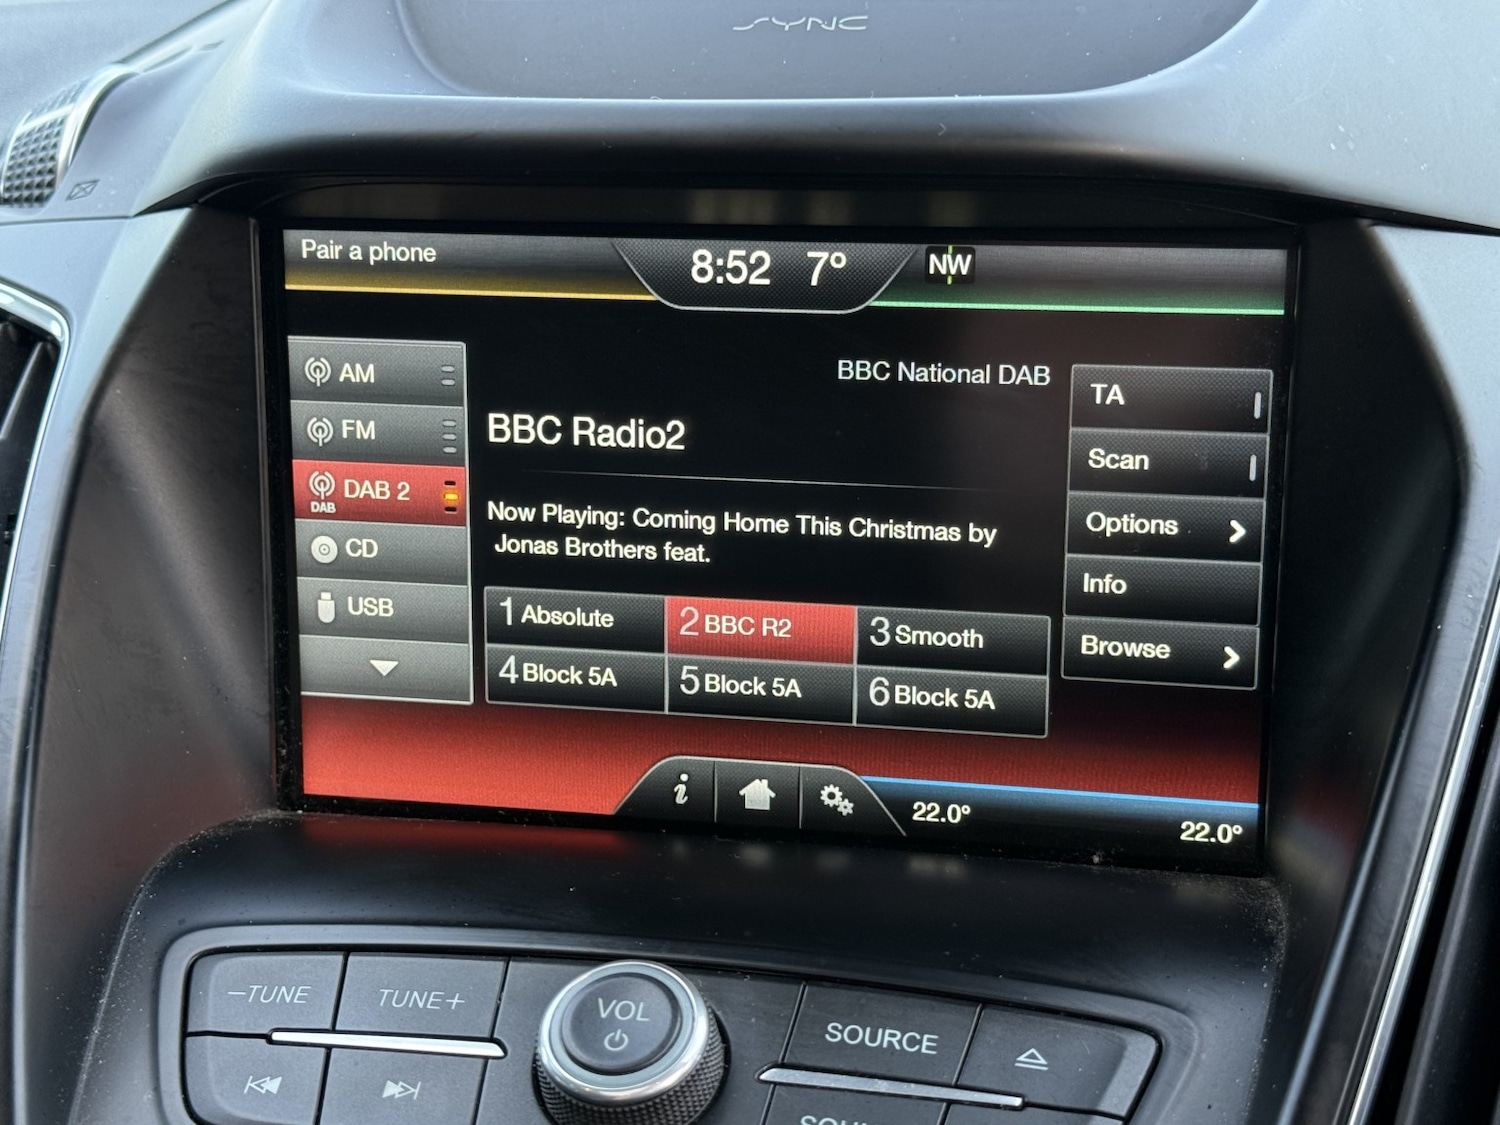 SYNC
Pair a phone
8:52 7°
NW
AM
FM
DAB 2
DAB
CD
USB
BBC National DAB
BBC Radio2
Now Playing: Coming Home This Christmas by
Jonas Brothers feat.
1 Absolute
2 BBC R2
3 Smooth
4 Block 5A
5 Block 5A
6 Block 5A
TA
Scan
Options
Info
Browse
i
22.0°
22.0°
–TUNE
TUNE+
VOL
SOURCE